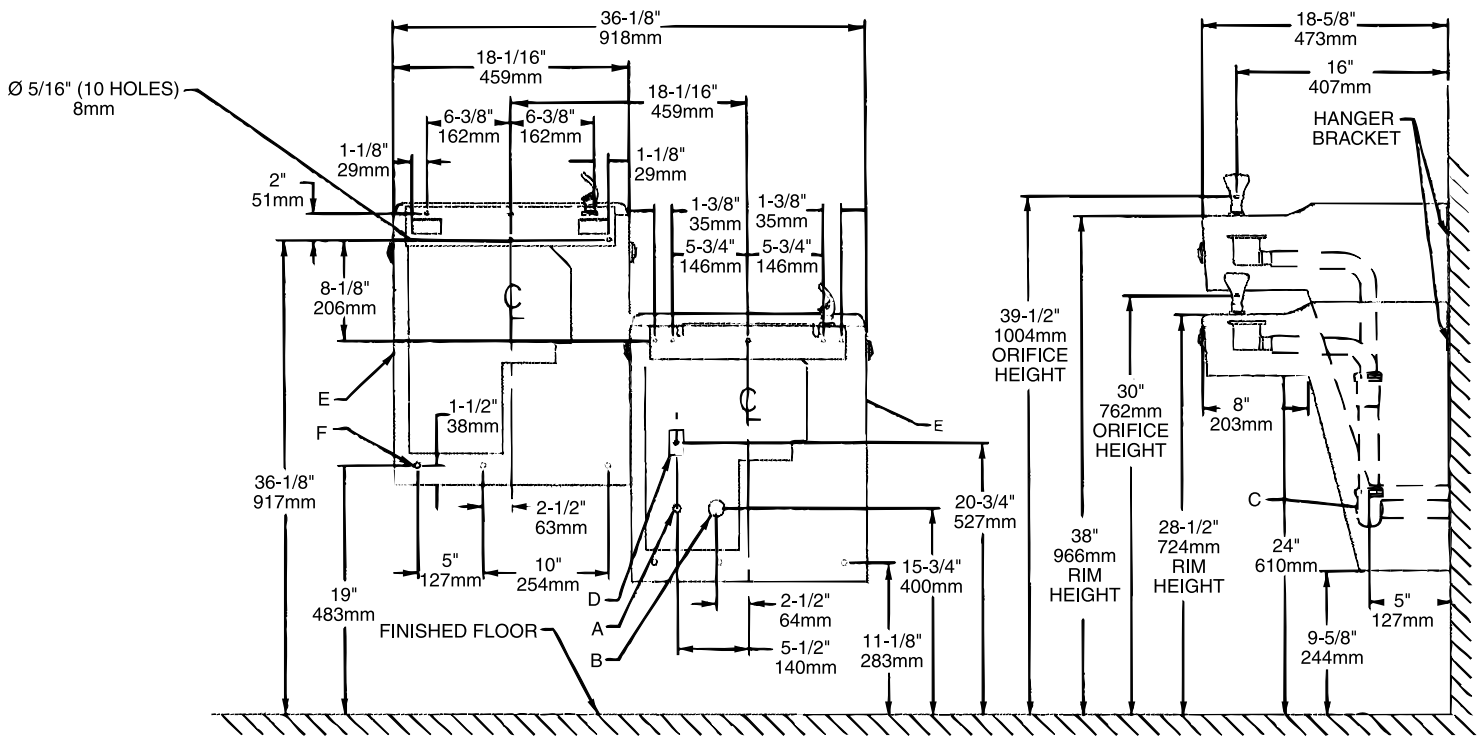 36-1/8"
918mm
18-1/16"
459mm
18-1/16"
459mm
Ø 5/16" (10 HOLES)
8mm
6-3/8"
162mm
6-3/8"
162mm
1-1/8"
29mm
1-1/8"
29mm
2"
51mm
1-3/8"
35mm
1-3/8"
35mm
5-3/4"
146mm
5-3/4"
146mm
8-1/8"
206mm
CL
CL
E
F
1-1/2"
38mm
E
36-1/8"
917mm
2-1/2"
63mm
5"
127mm
10"
254mm
19"
483mm
20-3/4"
527mm
15-3/4"
400mm
D
A
B
2-1/2"
64mm
5-1/2"
140mm
11-1/8"
283mm
FINISHED FLOOR
18-5/8"
473mm
16"
407mm
HANGER
BRACKET
39-1/2"
1004mm
ORIFICE
HEIGHT
30"
762mm
ORIFICE
HEIGHT
8"
203mm
C
38"
966mm
RIM
HEIGHT
28-1/2"
724mm
RIM
HEIGHT
24"
610mm
5"
127mm
9-5/8"
244mm